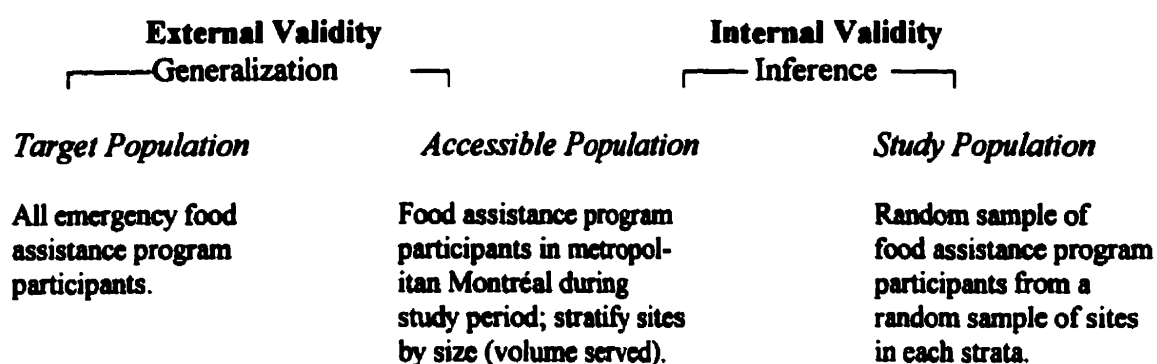 External Validity Internal Validity
Generalization Inference
Target Population Accessible Population Study Population
All emergency food Food assistance program Random sample of
assistance program participants in metropol- food assistance program
participants. itan Montréal during participants from a
study period; stratify sites random sample of sites
by size (volume served). in each strata.